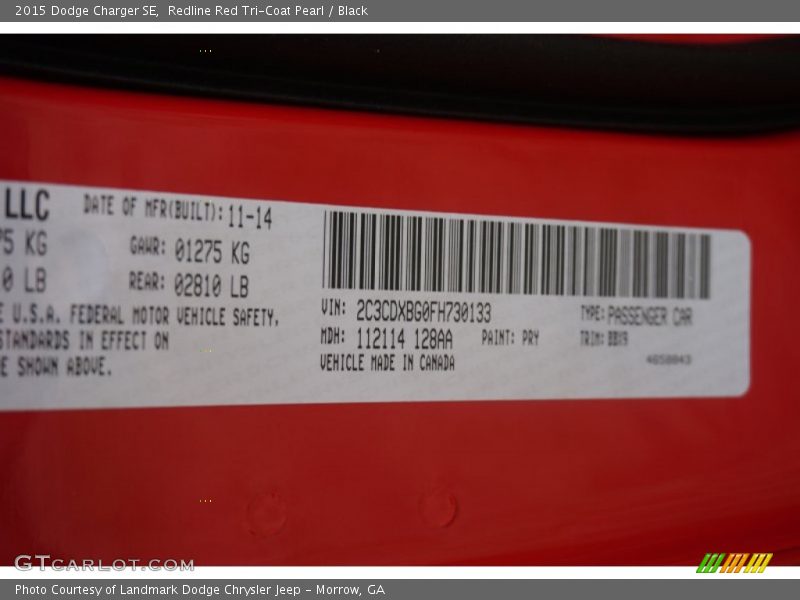 2015 Dodge Charger SE, Redline Red Tri-Coat Pearl / Black
LLC DATE OF MFR(BUILT): 11-14
75 KG GAWR: 01275 KG
0 LB REAR: 02810 LB
E U.S.A. FEDERAL MOTOR VEHICLE SAFETY,
STANDARDS IN EFFECT ON
E SHOWN ABOVE.
VIN: 2C3CDXBG0FH730133 TYPE: PASSENGER CAR
MDH: 112114 128AA PAINT: PRY TRIM: BBX9
VEHICLE MADE IN CANADA
GTCARLOT.COM
Photo Courtesy of Landmark Dodge Chrysler Jeep - Morrow, GA